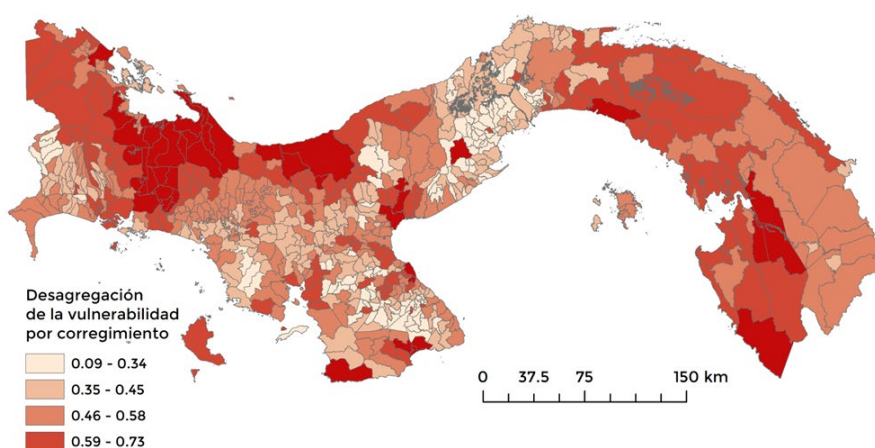 Desagregación
de la vulnerabilidad
por corregimiento
0.09 - 0.34
0.35 - 0.45
0.46 - 0.58
0.59 - 0.73
0 37.5 75 150 km